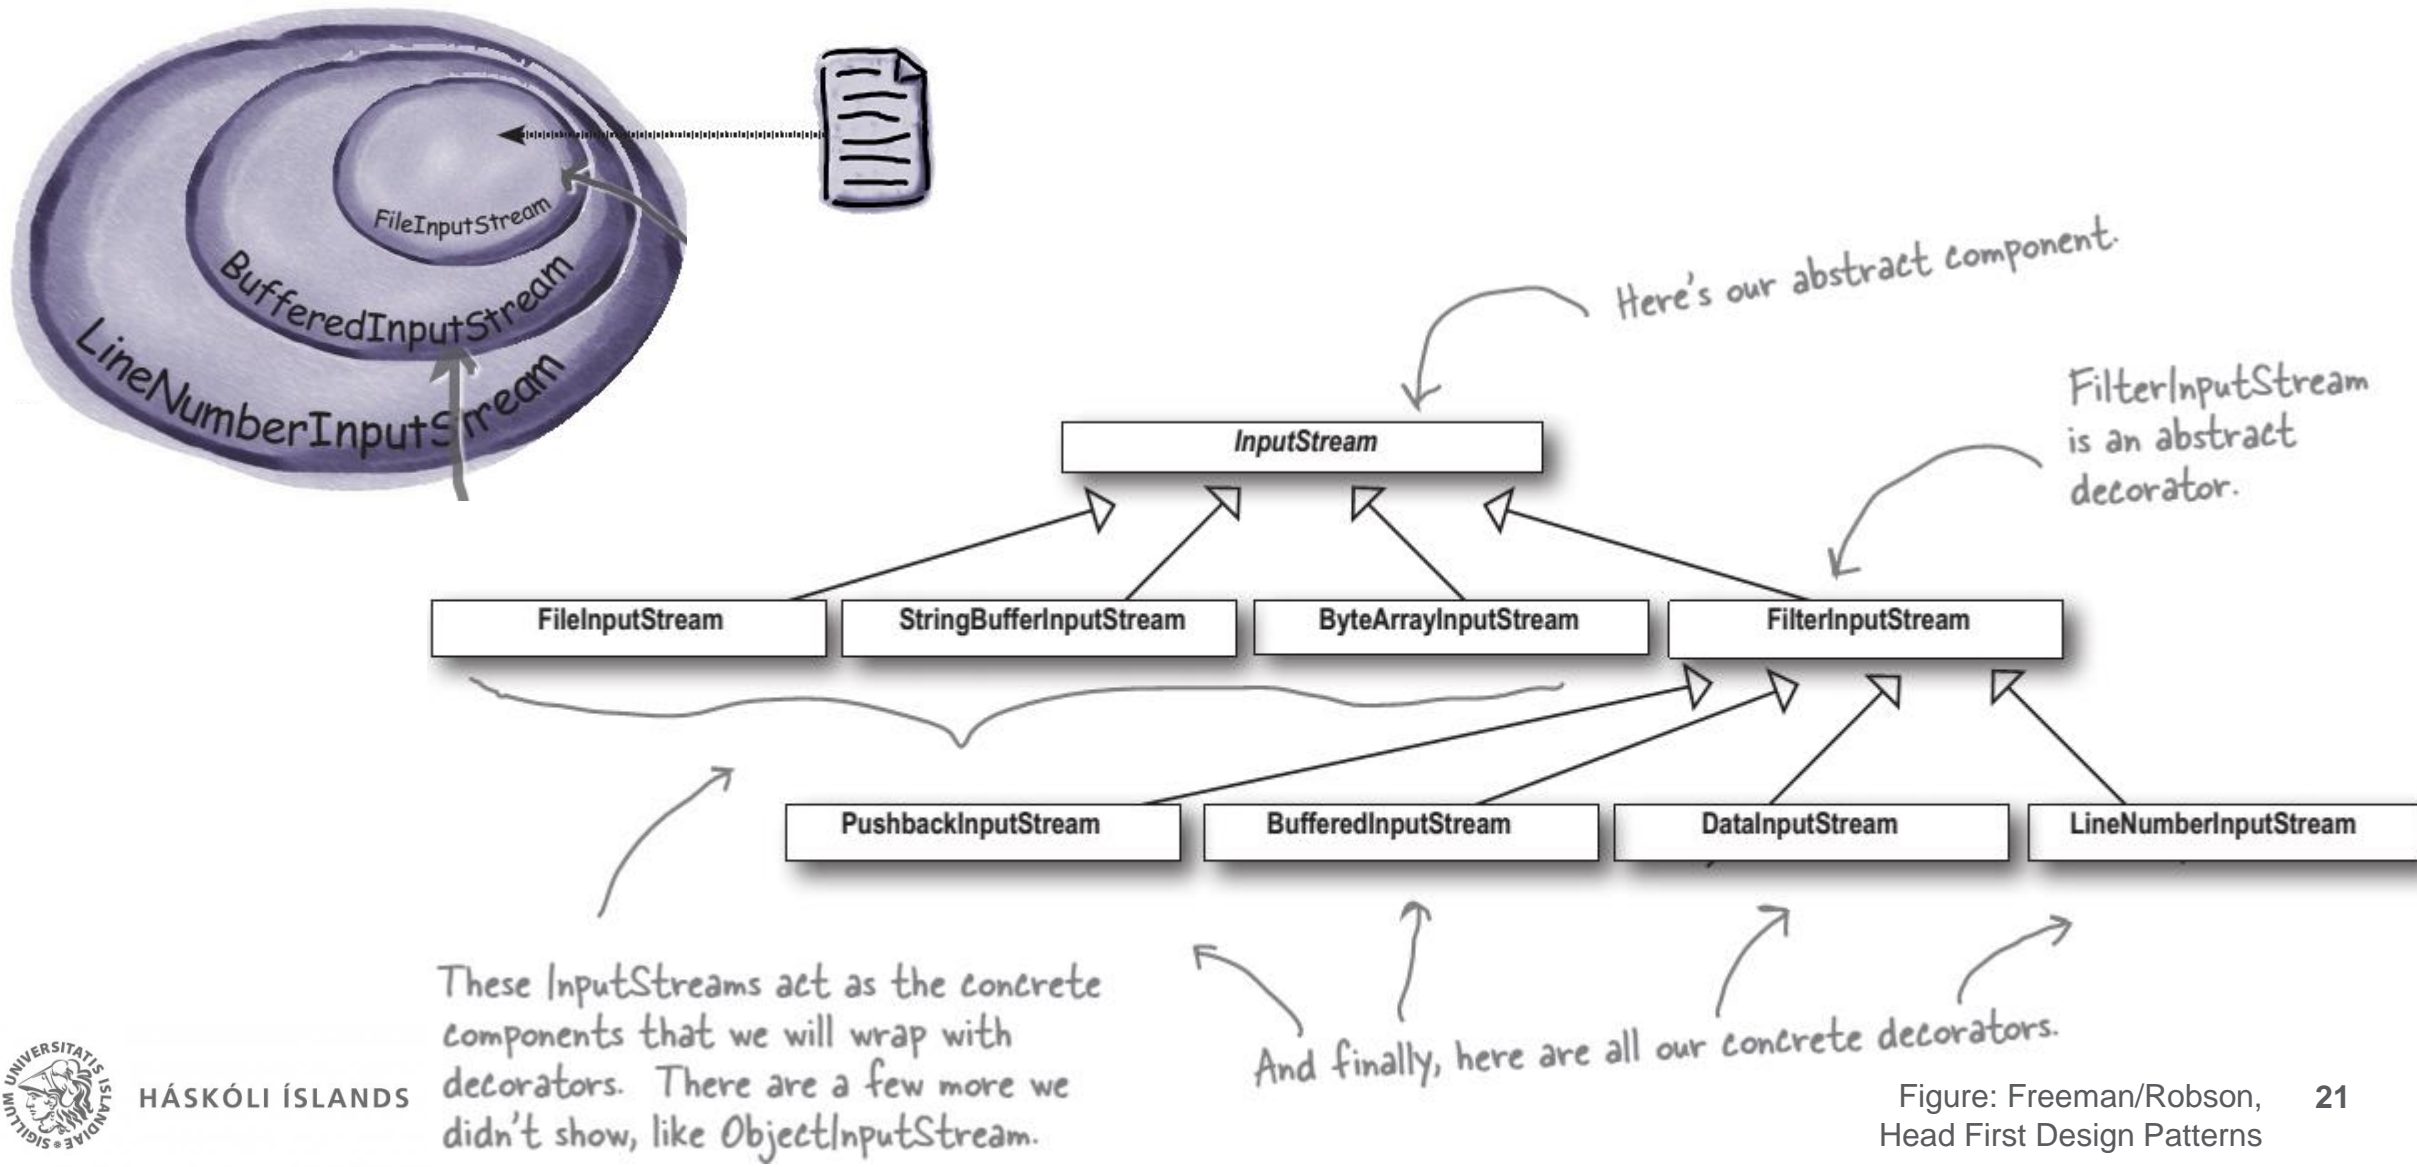 FileInputStream
BufferedInputStream
LineNumberInputStream
Here's our abstract component.
InputStream
FilterInputStream
is an abstract
decorator.
FileInputStream
StringBufferInputStream
ByteArrayInputStream
FilterInputStream
PushbackInputStream
BufferedInputStream
DataInputStream
LineNumberInputStream
These InputStreams act as the concrete
components that we will wrap with
decorators. There are a few more we
didn't show, like ObjectInputStream.
And finally, here are all our concrete decorators.
SIGILLUM UNIVERSITATIS ISLANDIAE
HÁSKÓLI ÍSLANDS
Figure: Freeman/Robson,
Head First Design Patterns
21